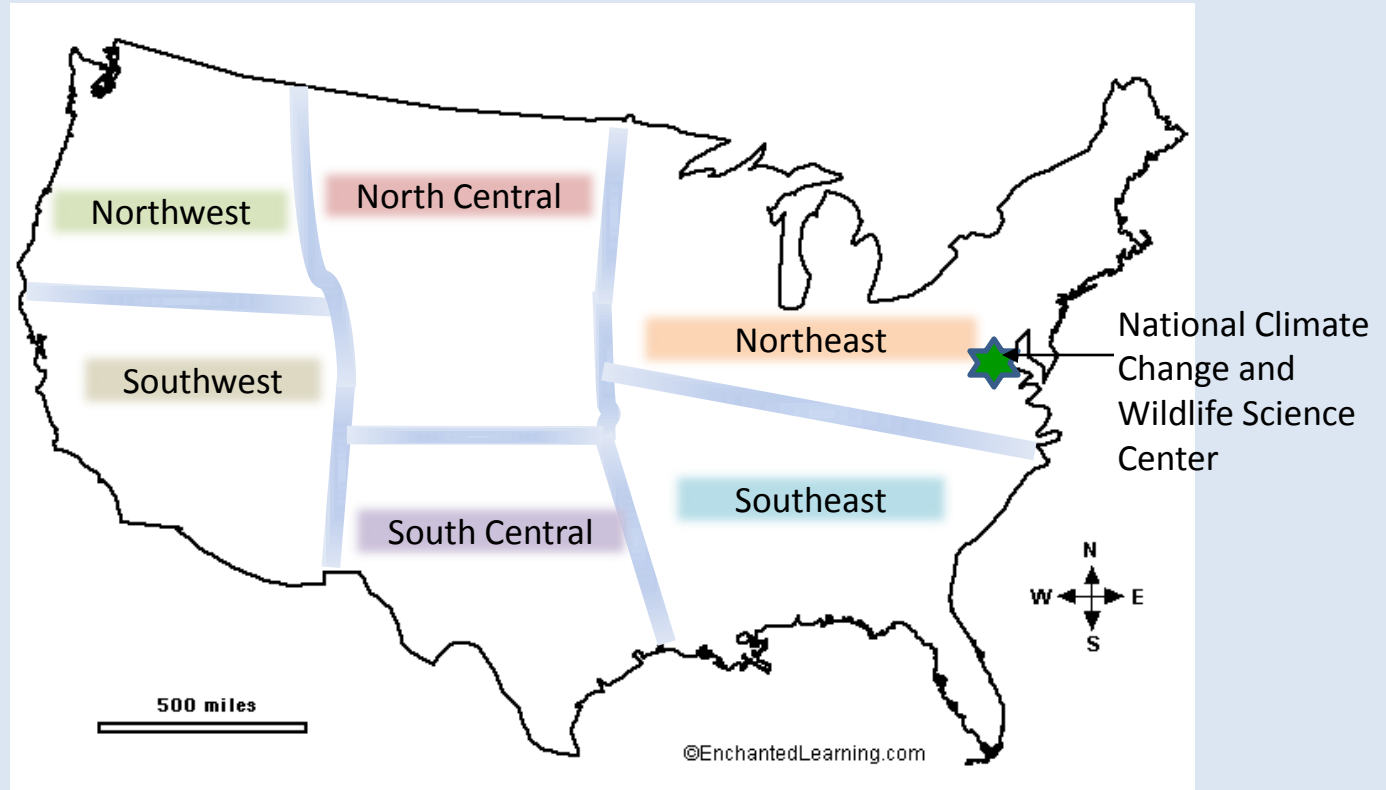 North Central
Northwest
Northeast
National Climate
Change and
Wildlife Science
Center
Southwest
Southeast
South Central
N
W E
S
500 miles
©EnchantedLearning.com